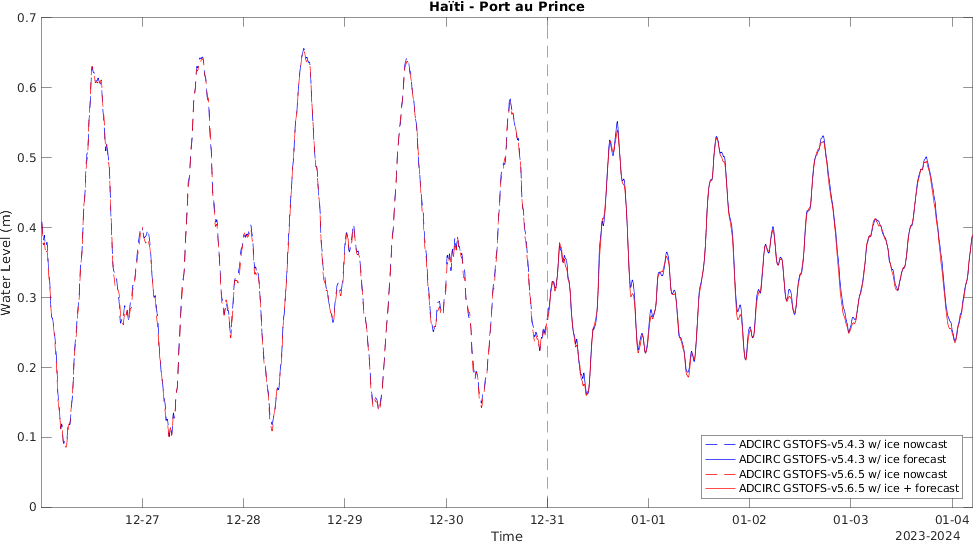 Haïti - Port au Prince
0.7
0.6
0.5
0.4
0.3
0.2
0.1
0
Water Level (m)
12-27 12-28 12-29 12-30 12-31 01-01 01-02 01-03 01-04
Time
2023-2024
ADCIRC GSTOFS-v5.4.3 w/ ice nowcast
ADCIRC GSTOFS-v5.4.3 w/ ice forecast
ADCIRC GSTOFS-v5.6.5 w/ ice nowcast
ADCIRC GSTOFS-v5.6.5 w/ ice + forecast